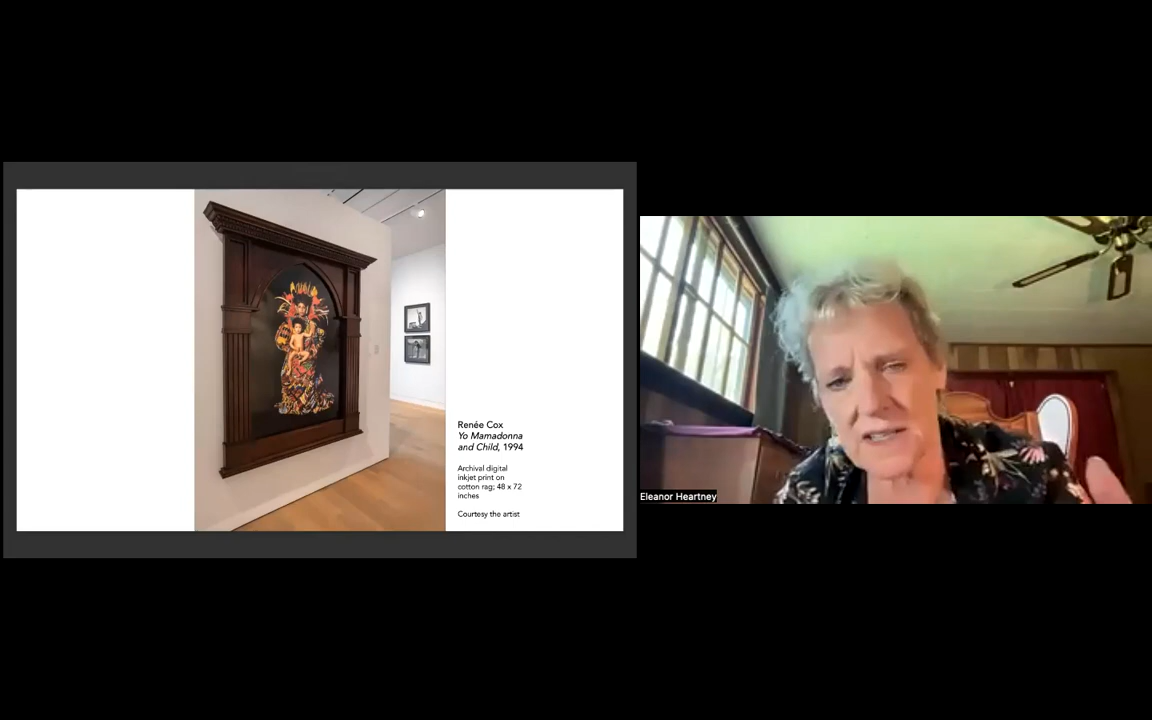 Renée Cox
Yo Mamadonna
and Child, 1994
Archival digital
inkjet print on
cotton rag; 48 x 72
inches
Courtesy the artist
Eleanor Heartney